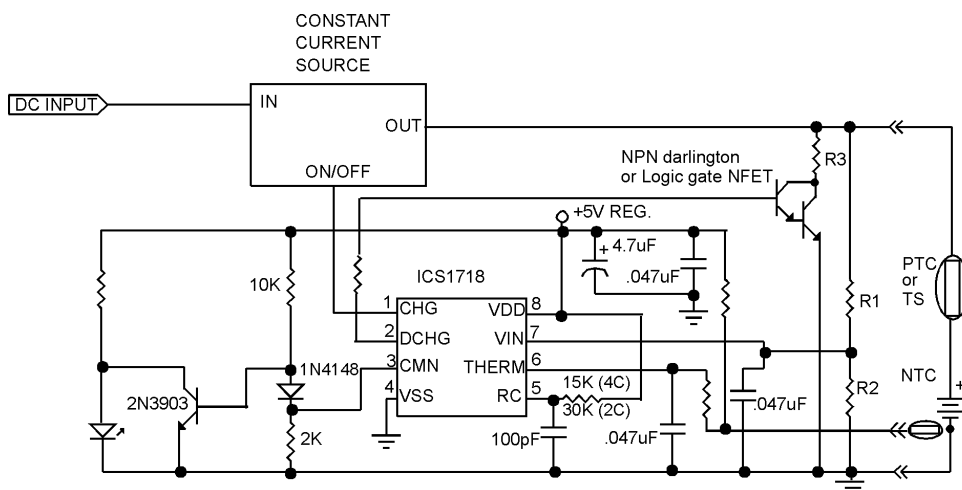 CONSTANT
CURRENT
SOURCE
DC INPUT
IN
OUT
ON/OFF
NPN darlington
or Logic gate NFET
R3
+5V REG.
+
4.7uF
.047uF
10K
ICS1718
PTC
or
TS
R1
1 CHG
2 DCHG
3 CMN
4 VSS
VDD 8
VIN 7
THERM 6
RC 5
1N4148
15K (4C)
30K (2C)
2N3903
2K
100pF
.047uF
.047uF
R2
NTC
+